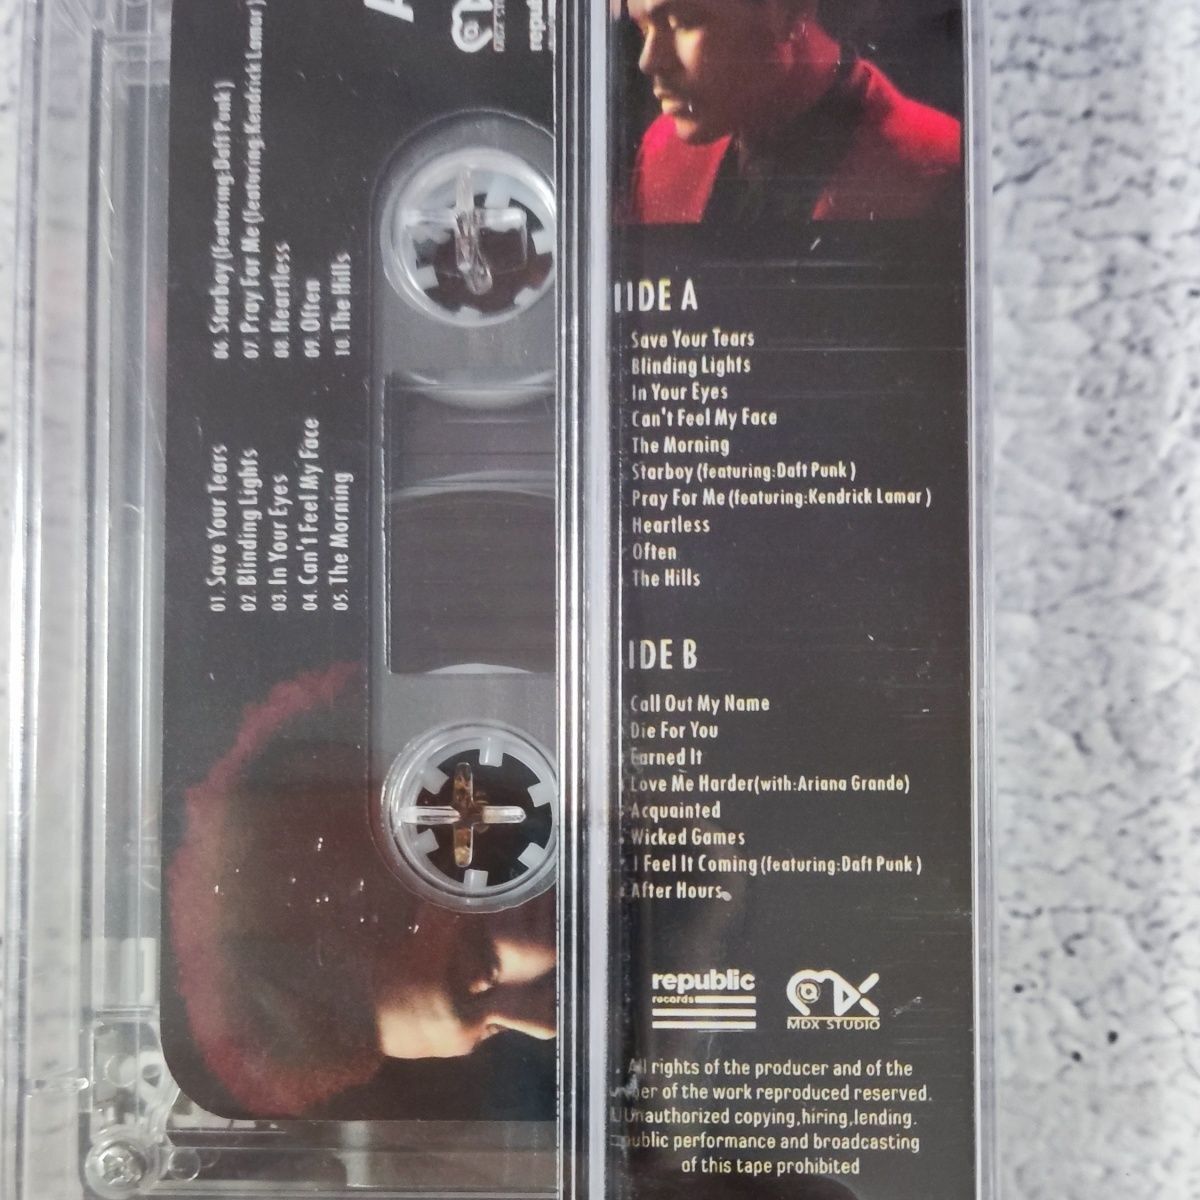 06. Starboy (featuring:Daft Punk )
07. Pray For Me (featuring:Kendrick Lamar )
08. Heartless
09. Often
10. The Hills
01. Save Your Tears
02. Blinding Lights
03. In Your Eyes
04. Can't Feel My Face
05. The Morning
A
republic
IDE A
Save Your Tears
Blinding Lights
In Your Eyes
Can't Feel My Face
The Morning
Starboy (featuring:Daft Punk )
Pray For Me (featuring:Kendrick Lamar )
Heartless
Often
The Hills
IDE B
Call Out My Name
Die For You
Earned It
Love Me Harder(with:Ariana Grande)
Acquainted
Wicked Games
I Feel It Coming (featuring:Daft Punk )
After Hours
republic
records
MDX STUDIO
All rights of the producer and of the
of the work reproduced reserved.
Unauthorized copying,hiring,lending.
public performance and broadcasting
of this tape prohibited